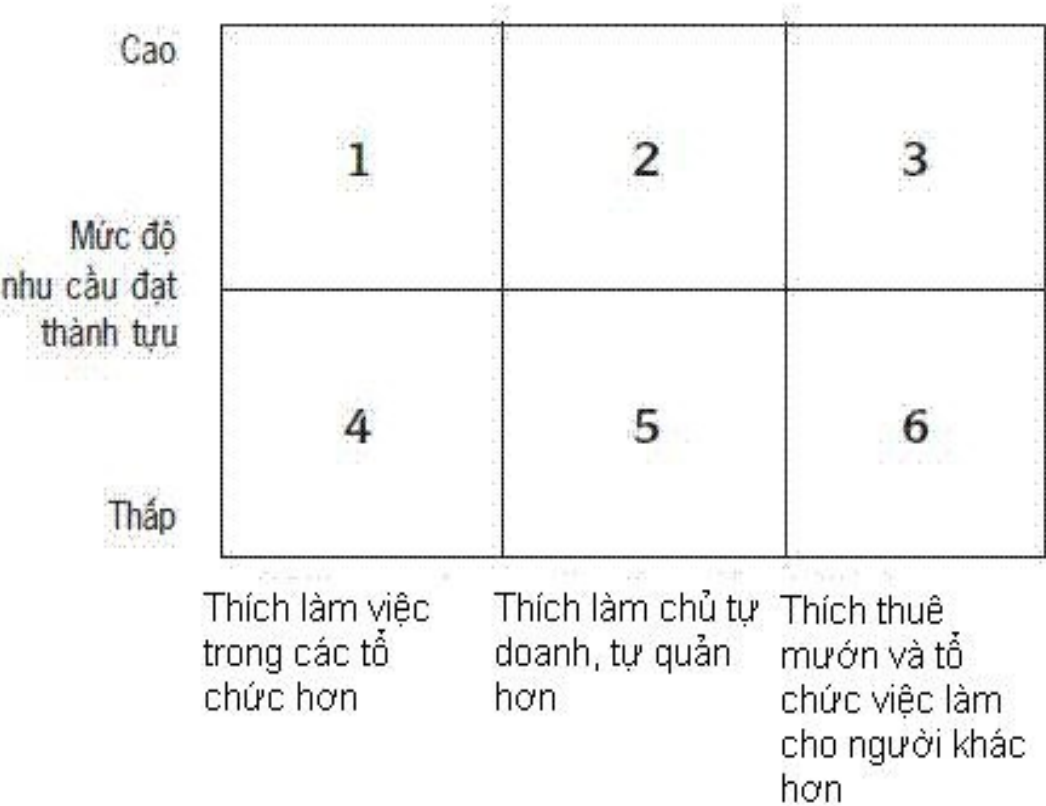 Cao
1
2
3
Mức độ
nhu cầu đạt
thành tựu
4
5
6
Thấp
Thích làm việc
trong các tổ
chức hơn
Thích làm chủ tự
doanh, tự quản
hơn
Thích thuê
mướn và tổ
chức việc làm
cho người khác
hơn